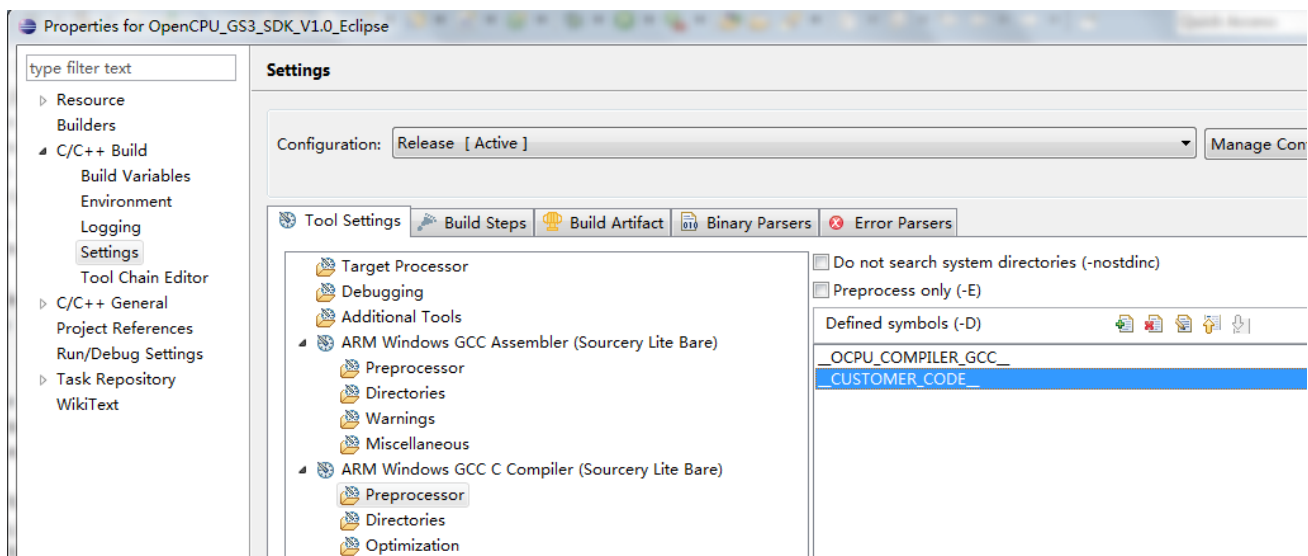 Properties for OpenCPU_GS3_SDK_V1.0_Eclipse
Quick Access
type filter text
Resource
Builders
C/C++ Build
Build Variables
Environment
Logging
Settings
Tool Chain Editor
C/C++ General
Project References
Run/Debug Settings
Task Repository
WikiText
Settings
Configuration: Release [ Active ] Manage Con
Tool Settings Build Steps Build Artifact Binary Parsers Error Parsers
Target Processor
Debugging
Additional Tools
ARM Windows GCC Assembler (Sourcery Lite Bare)
Preprocessor
Directories
Warnings
Miscellaneous
ARM Windows GCC C Compiler (Sourcery Lite Bare)
Preprocessor
Directories
Optimization
Do not search system directories (-nostdinc)
Preprocess only (-E)
Defined symbols (-D)
__OCPU_COMPILER_GCC__
__CUSTOMER_CODE__